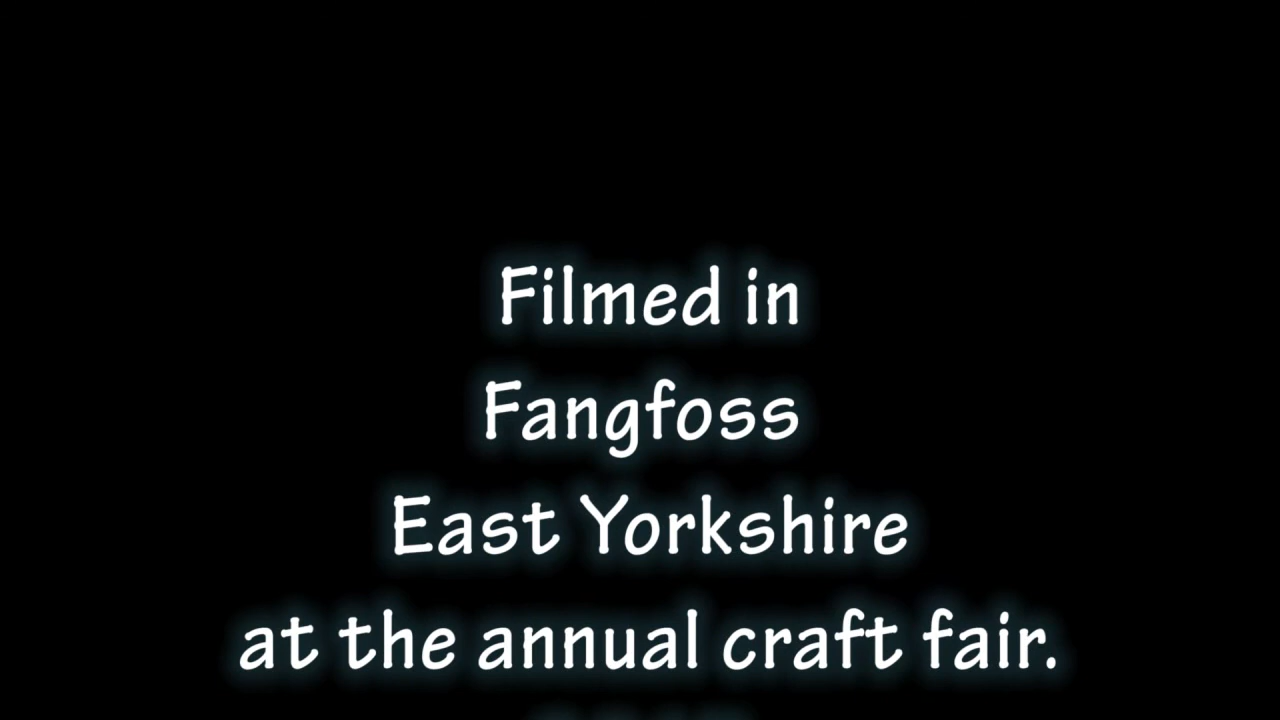 Filmed in
Fangfoss
East Yorkshire
at the annual craft fair.